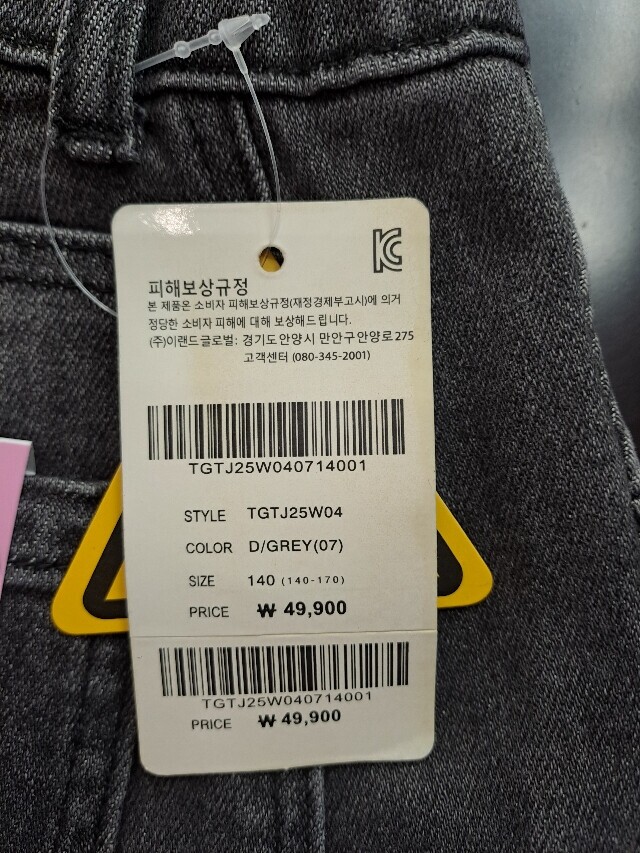 KC
피해보상규정
본 제품은 소비자 피해보상규정(재정경제부고시)에 의거
정당한 소비자 피해에 대해 보상해드립니다.
(주)이랜드글로벌: 경기도 안양시 만안구 안양로 275
고객센터 (080-345-2001)
TGTJ25W040714001
STYLE TGTJ25W04
COLOR D/GREY(07)
SIZE 140 (140-170)
PRICE ₩ 49,900
TGTJ25W040714001
PRICE ₩ 49,900